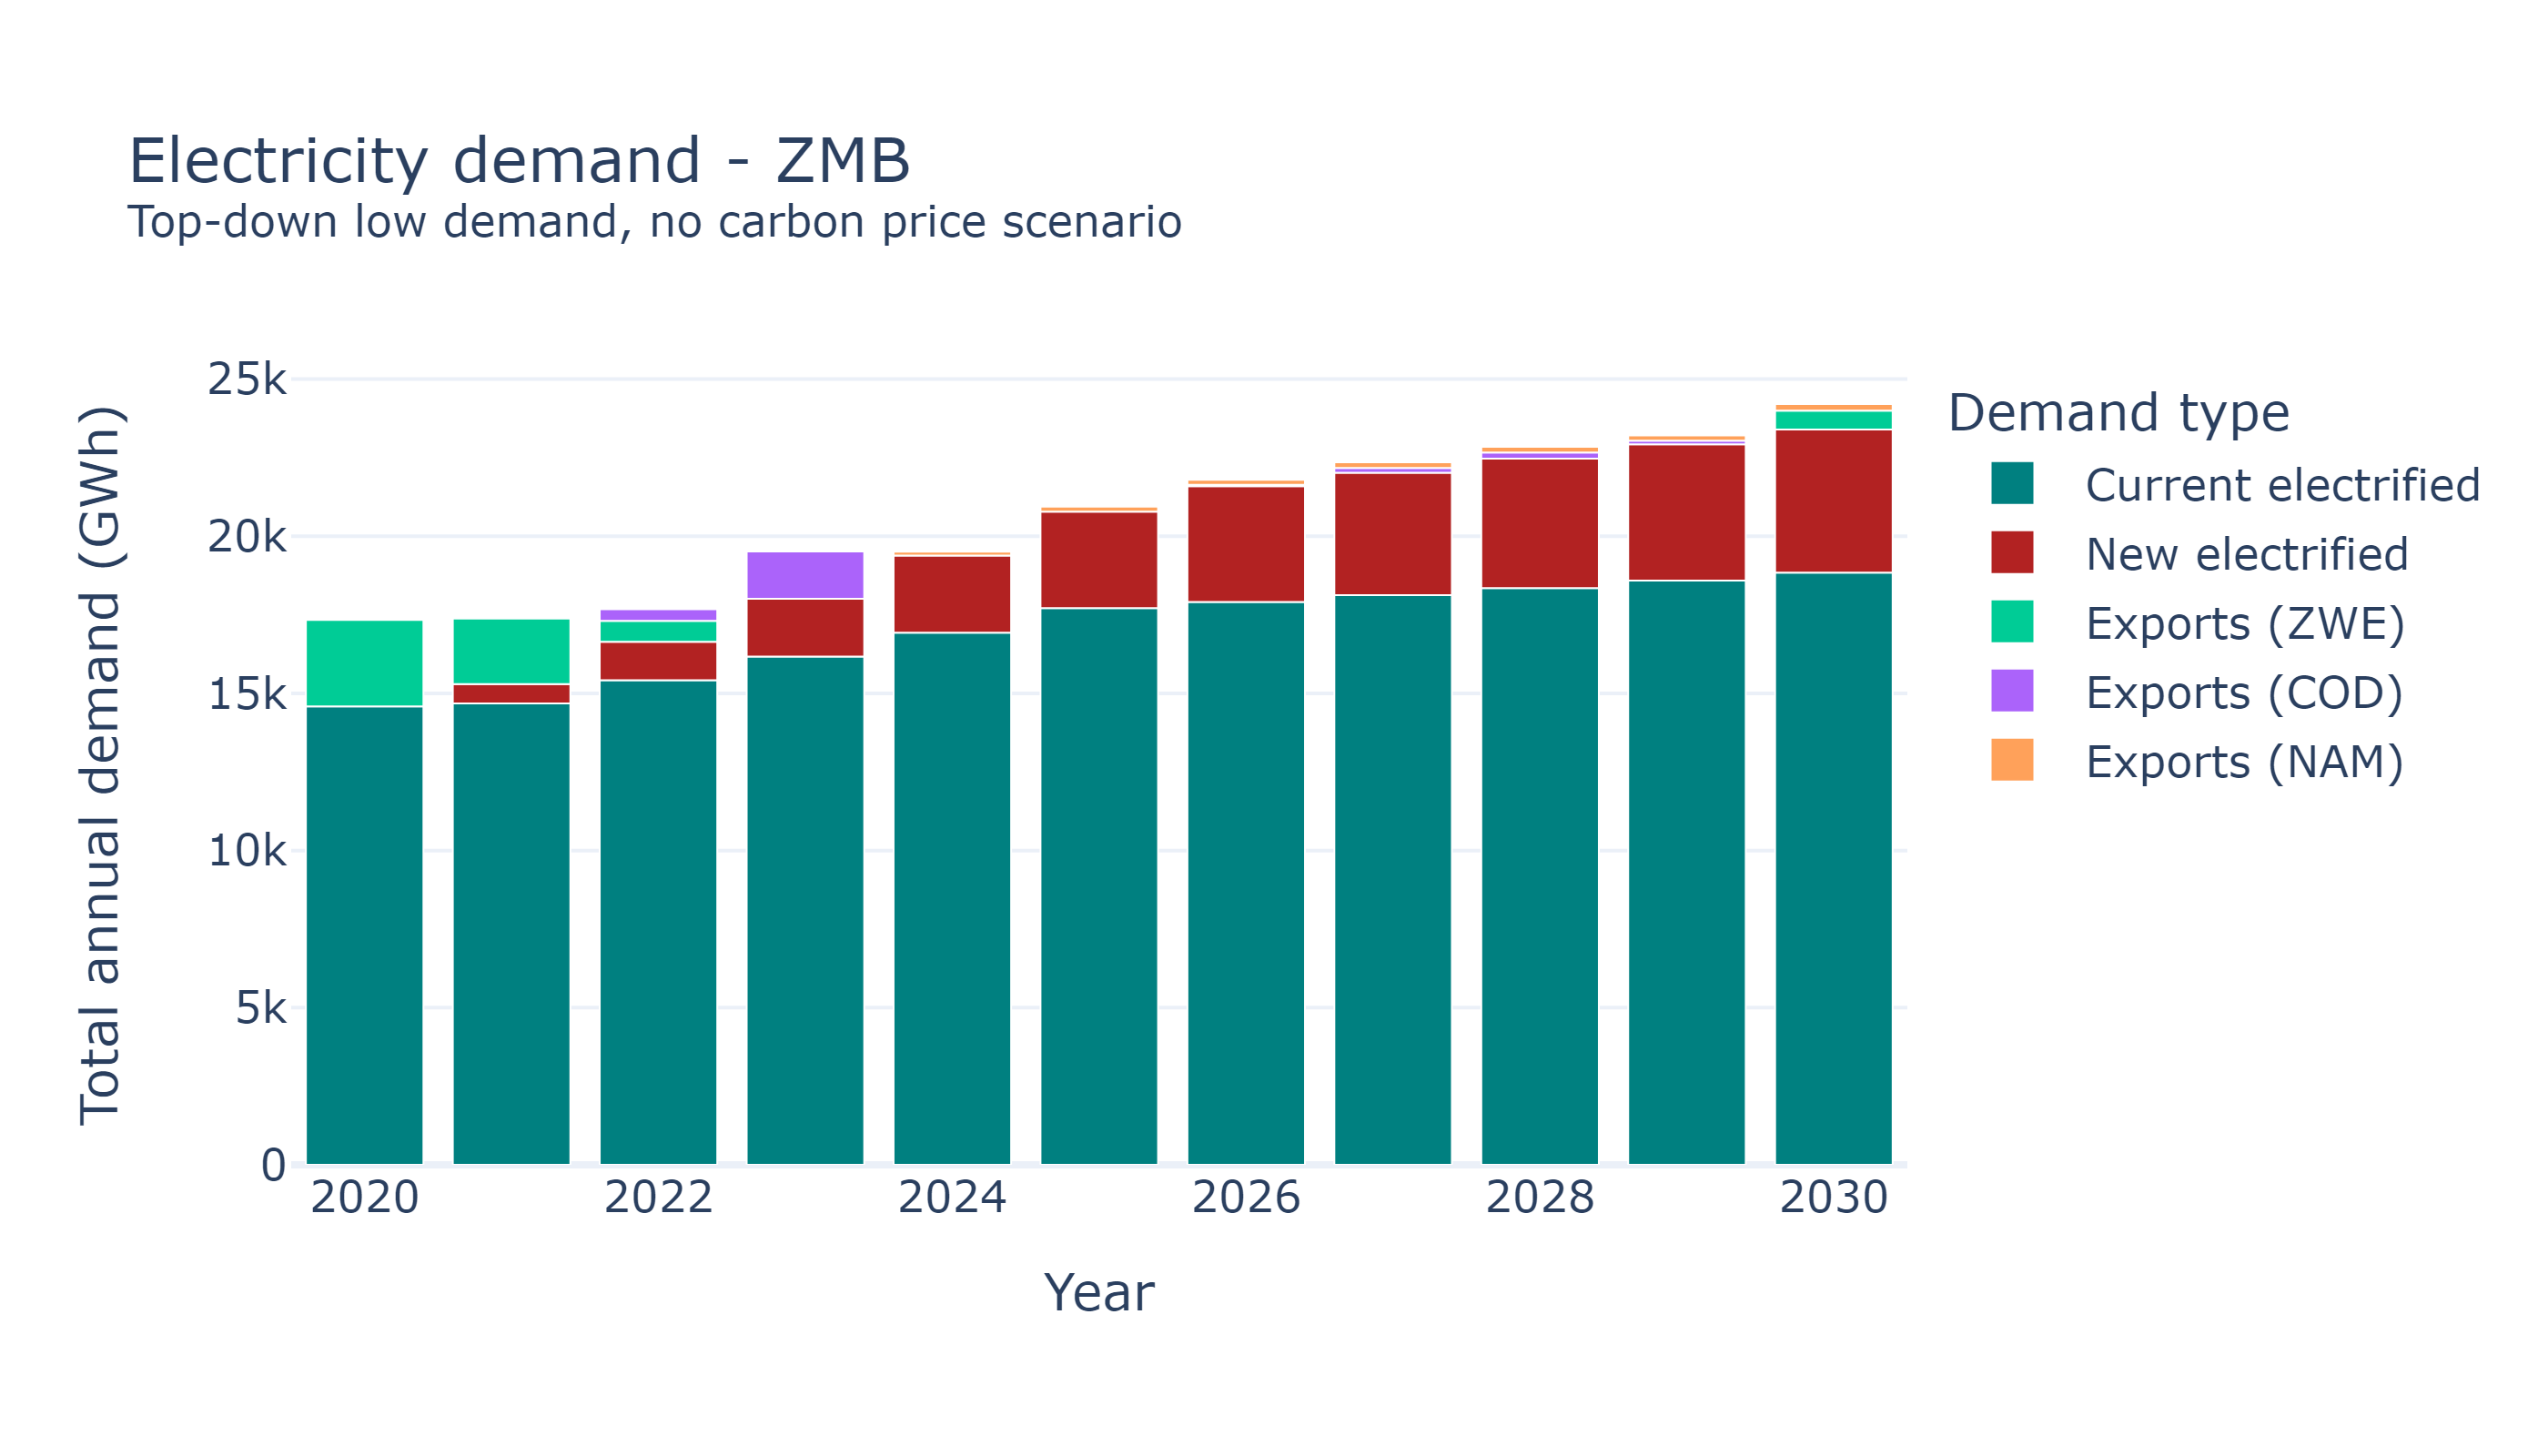 Electricity demand - ZMB
Top-down low demand, no carbon price scenario
Total annual demand (GWh)
25k
20k
15k
10k
5k
0
2020
2022
2024
2026
2028
2030
Year
Demand type
Current electrified
New electrified
Exports (ZWE)
Exports (COD)
Exports (NAM)